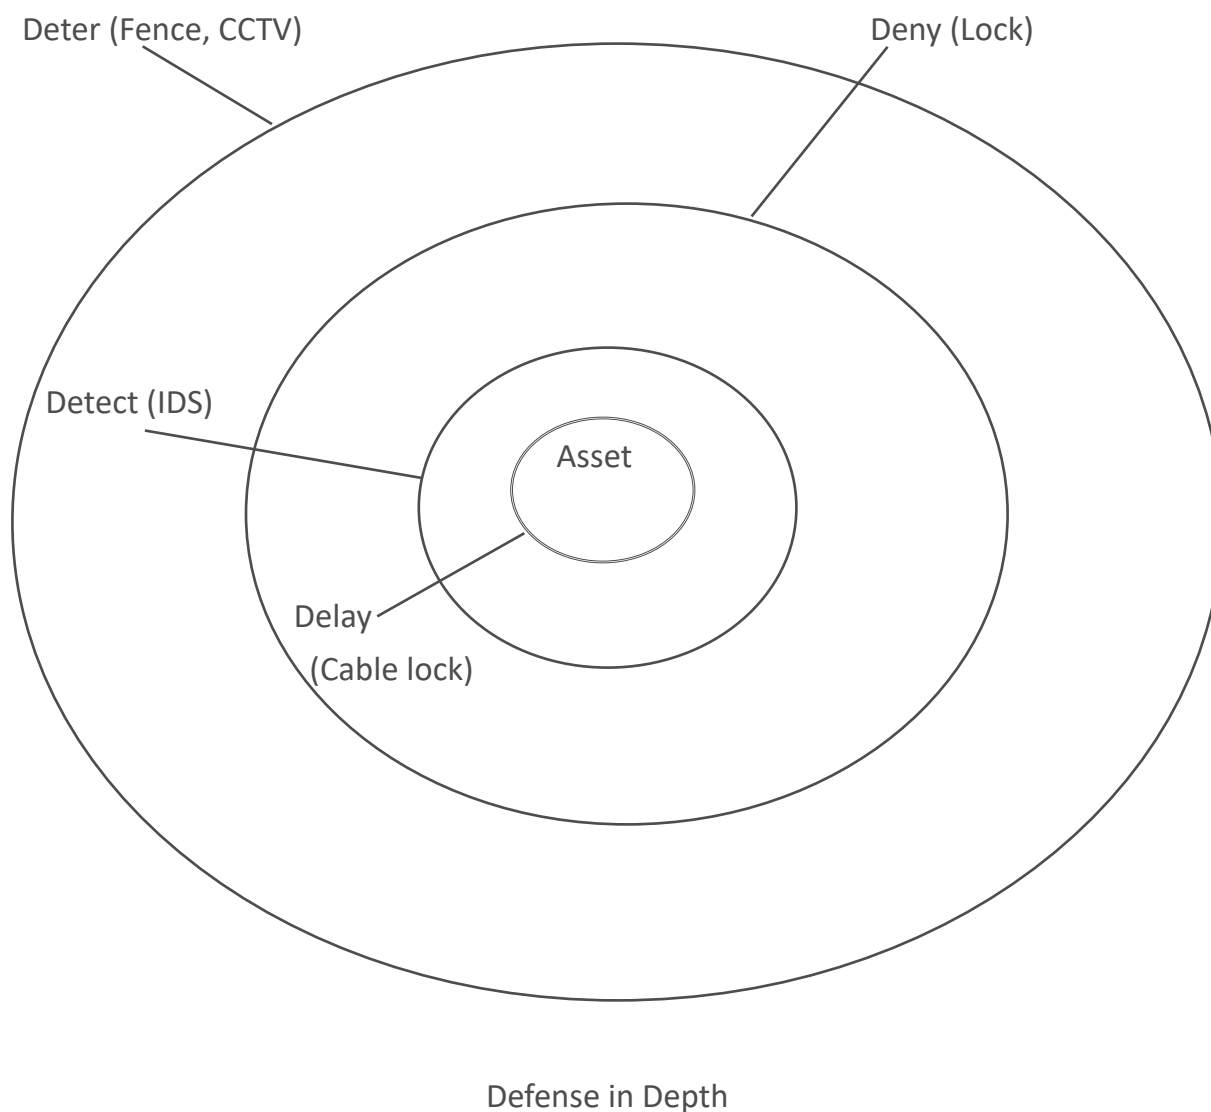 Deter (Fence, CCTV)
Deny (Lock)
Detect (IDS)
Asset
Delay
(Cable lock)
Defense in Depth